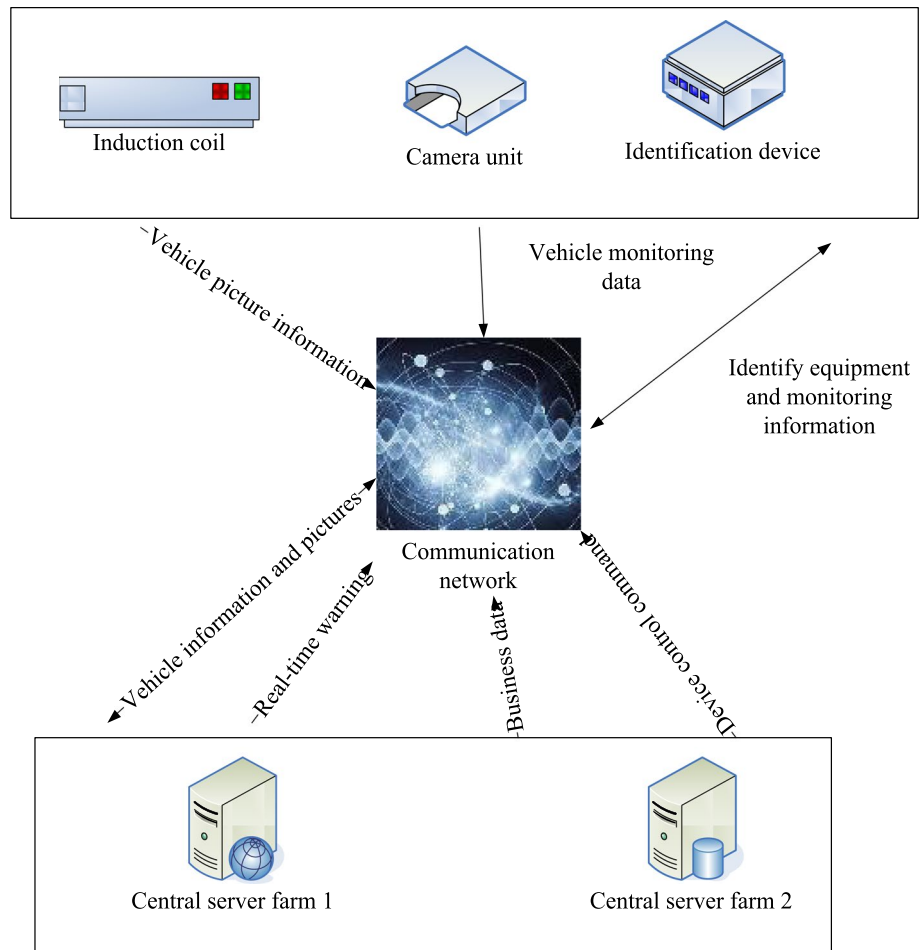 Induction coil
Camera unit
Identification device
Vehicle picture information
Vehicle monitoring
data
Identify equipment
and monitoring
information
Communication
network
Vehicle information and pictures
Real-time warning
Business data
Device control command
Central server farm 1
Central server farm 2